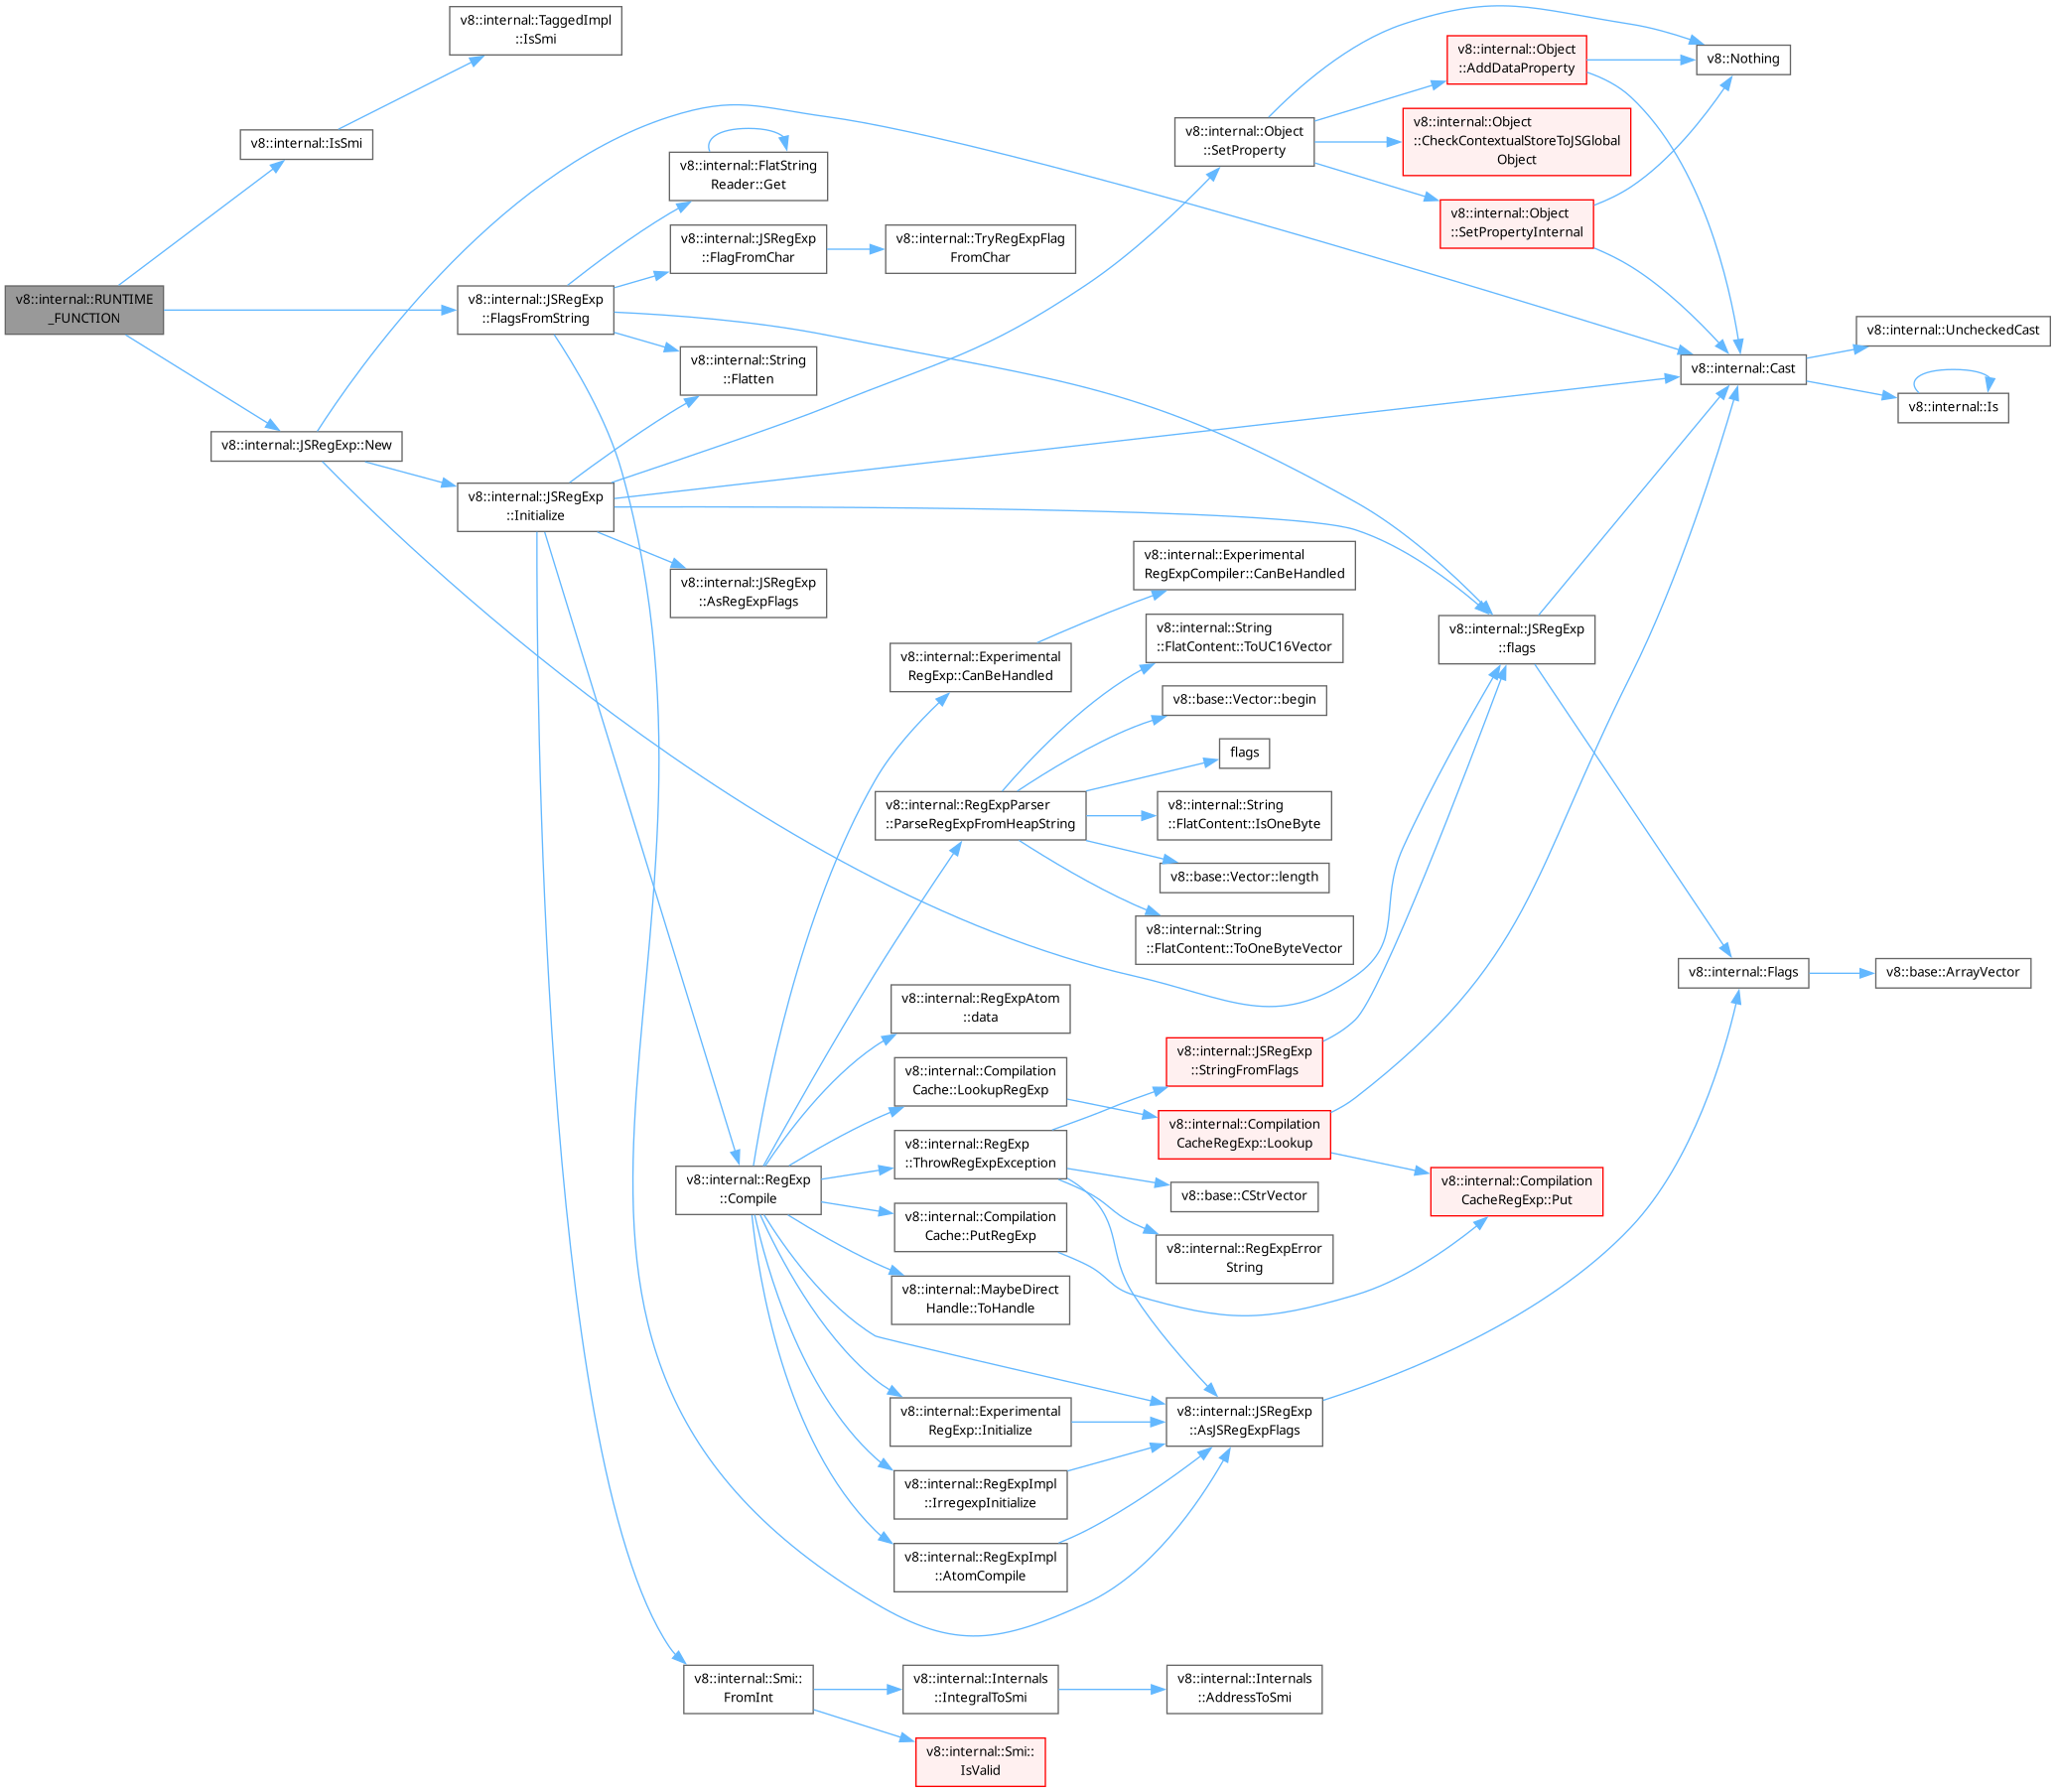 v8::internal::TaggedImpl
::IsSmi
v8::internal::IsSmi
v8::internal::RUNTIME
_FUNCTION
v8::internal::JSRegExp::New
v8::internal::JSRegExp
::FlagsFromString
v8::internal::JSRegExp
::Initialize
v8::internal::FlatString
Reader::Get
v8::internal::JSRegExp
::FlagFromChar
v8::internal::TryRegExpFlag
FromChar
v8::internal::String
::Flatten
v8::internal::JSRegExp
::AsRegExpFlags
v8::internal::Object
::SetProperty
v8::internal::Object
::AddDataProperty
v8::internal::Object
::CheckContextualStoreToJSGlobal
Object
v8::internal::Object
::SetPropertyInternal
v8::Nothing
v8::internal::Cast
v8::internal::UncheckedCast
v8::internal::Is
v8::internal::Experimental
RegExpCompiler::CanBeHandled
v8::internal::Experimental
RegExp::CanBeHandled
v8::internal::String
::FlatContent::ToUC16Vector
v8::base::Vector::begin
flags
v8::internal::RegExpParser
::ParseRegExpFromHeapString
v8::internal::String
::FlatContent::IsOneByte
v8::base::Vector::length
v8::internal::String
::FlatContent::ToOneByteVector
v8::internal::JSRegExp
::flags
v8::internal::Flags
v8::base::ArrayVector
v8::internal::RegExpAtom
::data
v8::internal::Compilation
Cache::LookupRegExp
v8::internal::JSRegExp
::StringFromFlags
v8::internal::Compilation
CacheRegExp::Lookup
v8::internal::RegExp
::ThrowRegExpException
v8::internal::RegExp
::Compile
v8::base::CStrVector
v8::internal::Compilation
CacheRegExp::Put
v8::internal::Compilation
Cache::PutRegExp
v8::internal::RegExpError
String
v8::internal::MaybeDirect
Handle::ToHandle
v8::internal::Experimental
RegExp::Initialize
v8::internal::JSRegExp
::AsJSRegExpFlags
v8::internal::RegExpImpl
::IrregexpInitialize
v8::internal::RegExpImpl
::AtomCompile
v8::internal::Smi::
FromInt
v8::internal::Internals
::IntegralToSmi
v8::internal::Internals
::AddressToSmi
v8::internal::Smi::
IsValid